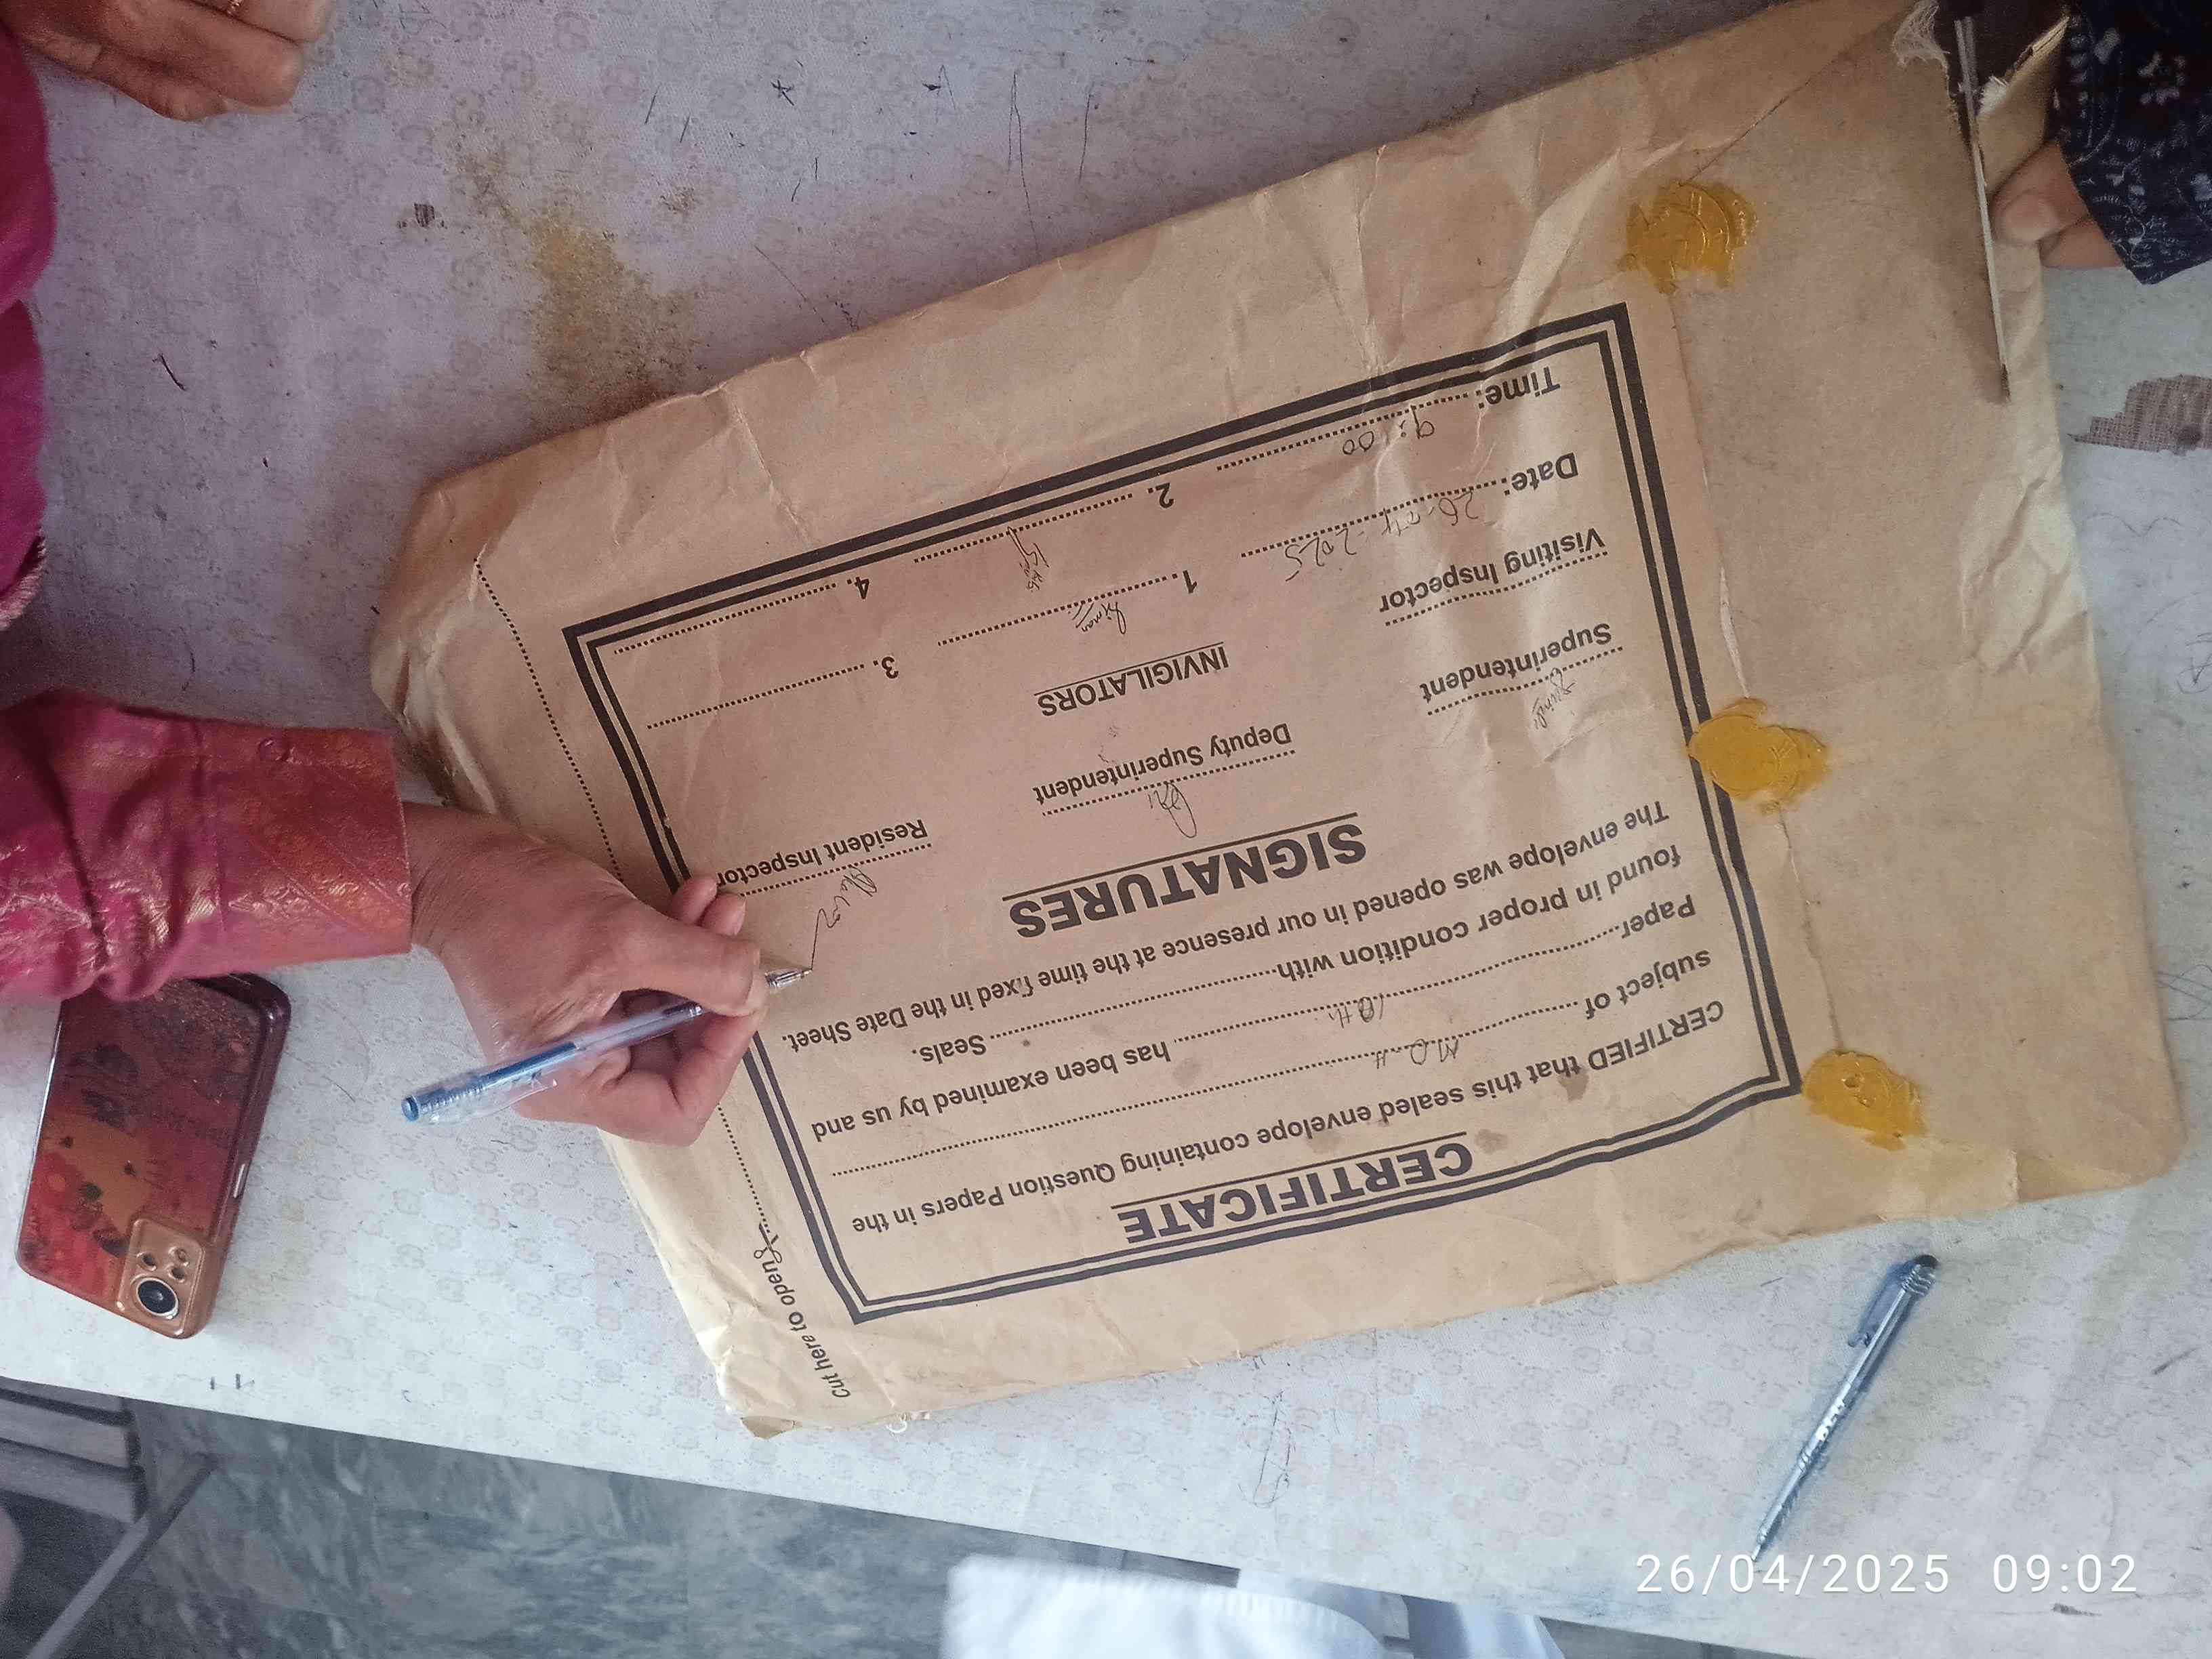 CERTIFICATE
CERTIFIED that this sealed envelope containing Question Papers in the
subject of ..... M.Q.H .....
Paper ..... 10th ..... has been examined by us and
found in proper condition with ..... Seals.
The envelope was opened in our presence at the time fixed in the Date Sheet.
SIGNATURES
Superintendent Deputy Superintendent Resident Inspector
Visiting Inspector INVIGILATORS
Date: 26-04-2025 1. Aiman 3.
Time: 9:00 2. 4.
Cut here to open
26/04/2025 09:02